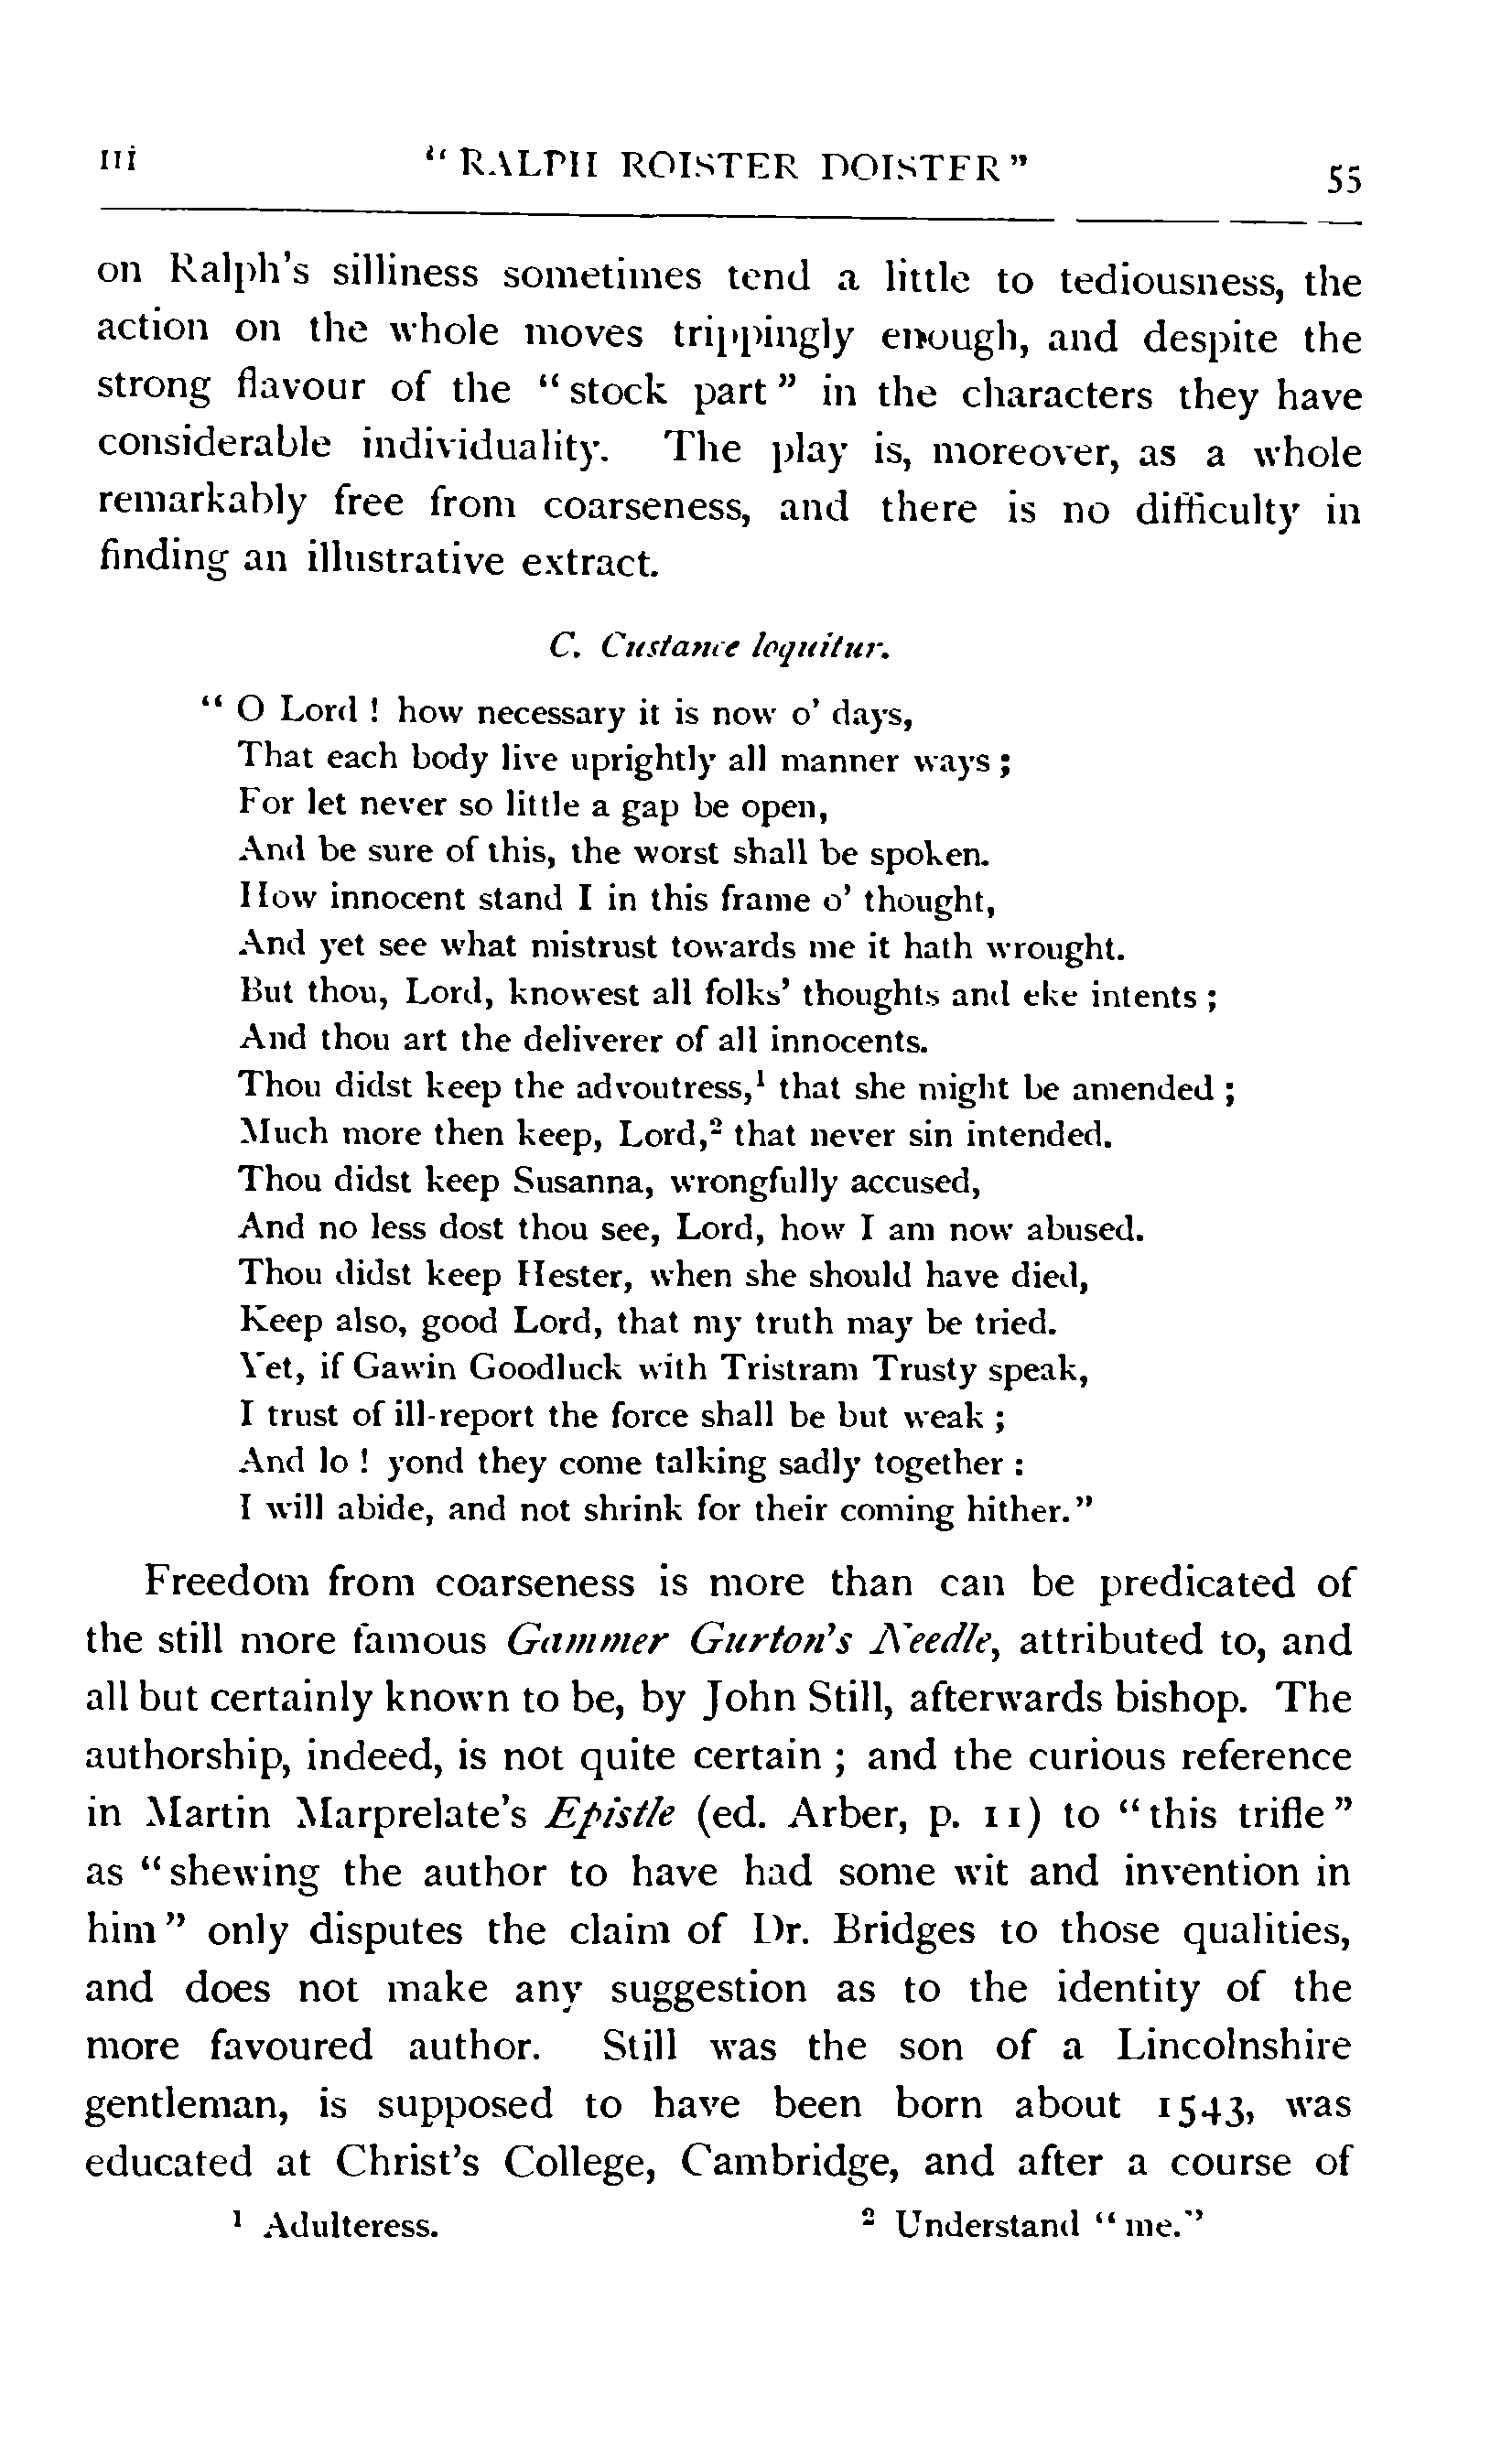 iii “RALPH ROISTER DOISTER” 55
on Ralph’s silliness sometimes tend a little to tediousness, the
action on the whole moves trippingly enough, and despite the
strong flavour of the “stock part” in the characters they have
considerable individuality. The play is, moreover, as a whole
remarkably free from coarseness, and there is no difficulty in
finding an illustrative extract.
C. Custance loquitur.
“ O Lord ! how necessary it is now o’ days,
That each body live uprightly all manner ways ;
For let never so little a gap be open,
And be sure of this, the worst shall be spoken.
How innocent stand I in this frame o’ thought,
And yet see what mistrust towards me it hath wrought.
But thou, Lord, knowest all folks’ thoughts and eke intents ;
And thou art the deliverer of all innocents.
Thou didst keep the advoutress,¹ that she might be amended ;
Much more then keep, Lord,² that never sin intended.
Thou didst keep Susanna, wrongfully accused,
And no less dost thou see, Lord, how I am now abused.
Thou didst keep Hester, when she should have died,
Keep also, good Lord, that my truth may be tried.
Yet, if Gawin Goodluck with Tristram Trusty speak,
I trust of ill-report the force shall be but weak ;
And lo ! yond they come talking sadly together :
I will abide, and not shrink for their coming hither.”
Freedom from coarseness is more than can be predicated of
the still more famous Gammer Gurton’s Needle, attributed to, and
all but certainly known to be, by John Still, afterwards bishop. The
authorship, indeed, is not quite certain ; and the curious reference
in Martin Marprelate’s Epistle (ed. Arber, p. 11) to “this trifle”
as “shewing the author to have had some wit and invention in
him” only disputes the claim of Dr. Bridges to those qualities,
and does not make any suggestion as to the identity of the
more favoured author. Still was the son of a Lincolnshire
gentleman, is supposed to have been born about 1543, was
educated at Christ’s College, Cambridge, and after a course of
¹ Adulteress. ² Understand “me.”